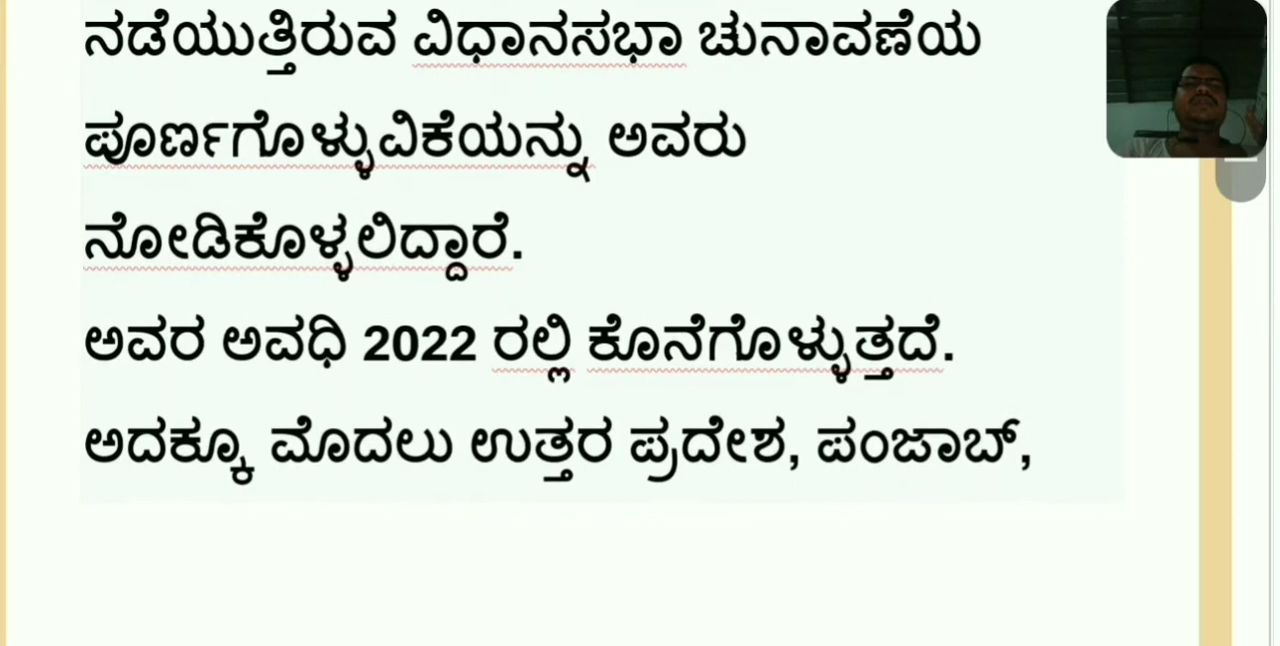 ನಡೆಯುತ್ತಿರುವ ವಿಧಾನಸಭಾ ಚುನಾವಣೆಯ
ಪೂರ್ಣಗೊಳ್ಳುವಿಕೆಯನ್ನು ಅವರು
ನೋಡಿಕೊಳ್ಳಲಿದ್ದಾರೆ.
ಅವರ ಅವಧಿ 2022 ರಲ್ಲಿ ಕೊನೆಗೊಳ್ಳುತ್ತದೆ.
ಅದಕ್ಕೂ ಮೊದಲು ಉತ್ತರ ಪ್ರದೇಶ, ಪಂಜಾಬ್,